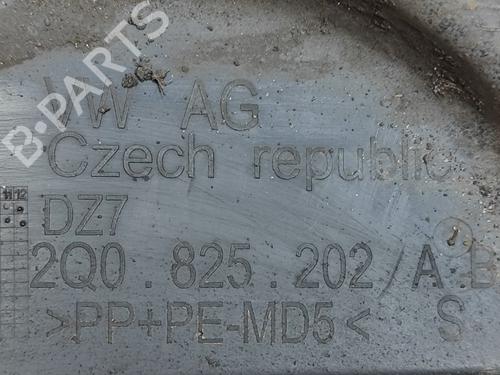 B-PARTS
VW AG
Czech republic
DZ7
2Q0.825.202/A B
>PP+PE-MD5< S